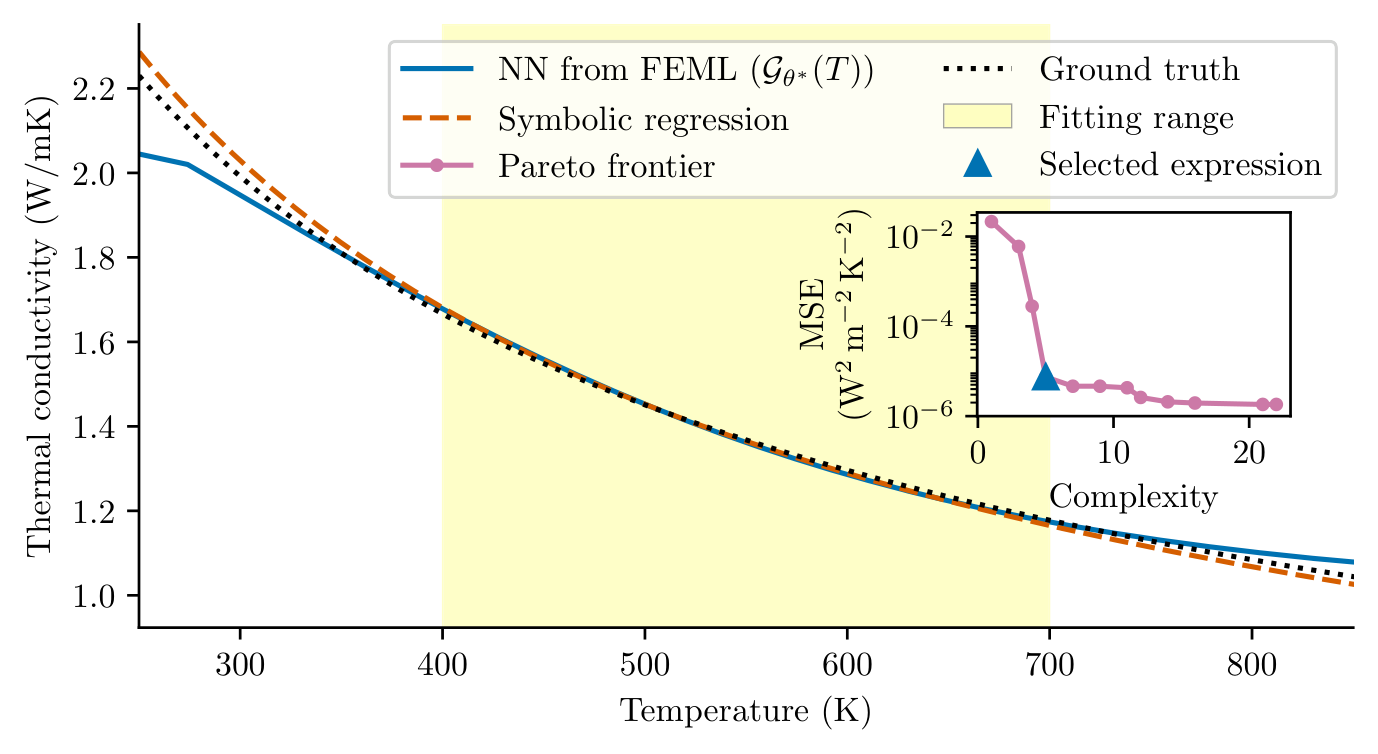 NN from FEML (𝒢θ*(T))
Symbolic regression
Pareto frontier
Ground truth
Fitting range
Selected expression
Thermal conductivity (W/mK)
2.2
2.0
1.8
1.6
1.4
1.2
1.0
300
400
500
600
700
800
Temperature (K)
MSE
(W² m⁻² K⁻²)
10⁻²
10⁻⁴
10⁻⁶
0
10
20
Complexity